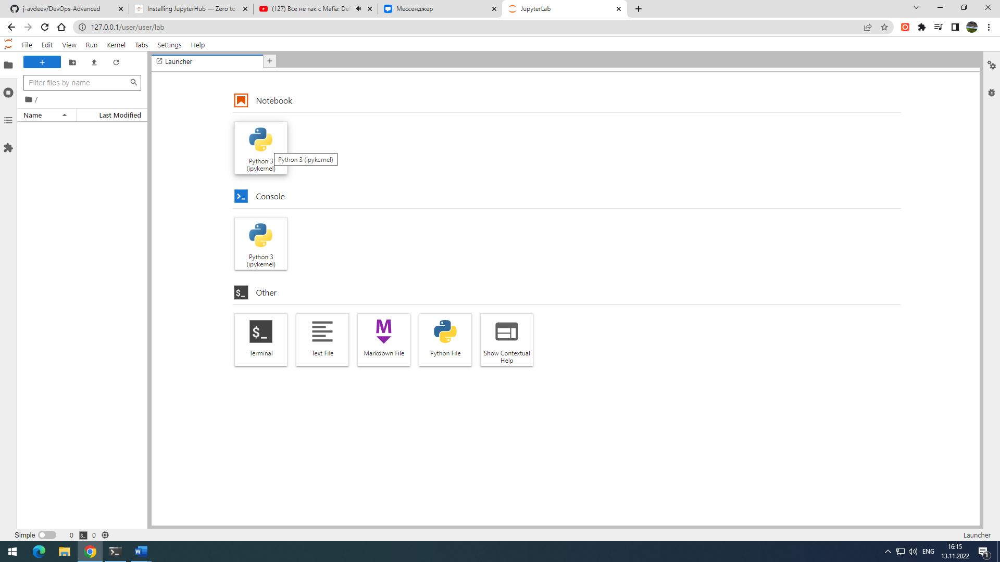 j-avdeev/DevOps-Advanced
Installing JupyterHub — Zero to
(127) Все не так с Mafia: Def
Мессенджер
JupyterLab
127.0.0.1/user/user/lab
File Edit View Run Kernel Tabs Settings Help
+
Launcher
+
Filter files by name
/
Name
Last Modified
Notebook
Python 3
(ipykernel)
Python 3 (ipykernel)
Console
Python 3
(ipykernel)
$_ Other
$_
Terminal
Text File
M
Markdown File
Python File
Show Contextual
Help
Simple
0
$_
0
Launcher
W
ENG
16:15
13.11.2022
1